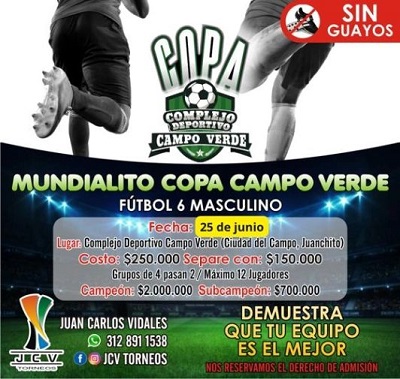 SIN
GUAYOS
COPA
COMPLEJO
DEPORTIVO
CAMPO VERDE
MUNDIALITO COPA CAMPO VERDE
FÚTBOL 6 MASCULINO
Fecha: 25 de junio
Lugar: Complejo Deportivo Campo Verde (Ciudad del Campo, Juanchito)
Costo: $250.000 Separe con: $150.000
Grupos de 4 pasan 2 / Máximo 12 Jugadores
Campeón: $2.000.000 Subcampeón: $700.000
JCV
TORNEOS
JUAN CARLOS VIDALES
312 891 1538
JCV TORNEOS
DEMUESTRA
QUE TU EQUIPO
ES EL MEJOR
NOS RESERVAMOS EL DERECHO DE ADMISIÓN